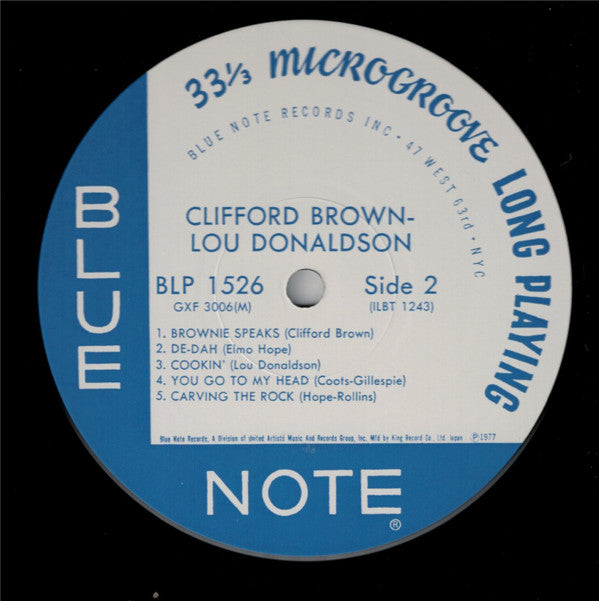 33⅓ MICROGROOVE LONG PLAYING
BLUE NOTE RECORDS INC • 47 WEST 63rd • NYC
BLUE
CLIFFORD BROWN-
LOU DONALDSON
BLP 1526 Side 2
GXF 3006(M) (ILBT 1243)
1. BROWNIE SPEAKS (Clifford Brown)
2. DE-DAH (Elmo Hope)
3. COOKIN' (Lou Donaldson)
4. YOU GO TO MY HEAD (Coots-Gillespie)
5. CARVING THE ROCK (Hope-Rollins)
Blue Note Records, A Division of United Artists Music And Records Group, Inc. Mfd by King Record Co., Ltd. Japan ℗1977
NOTE®